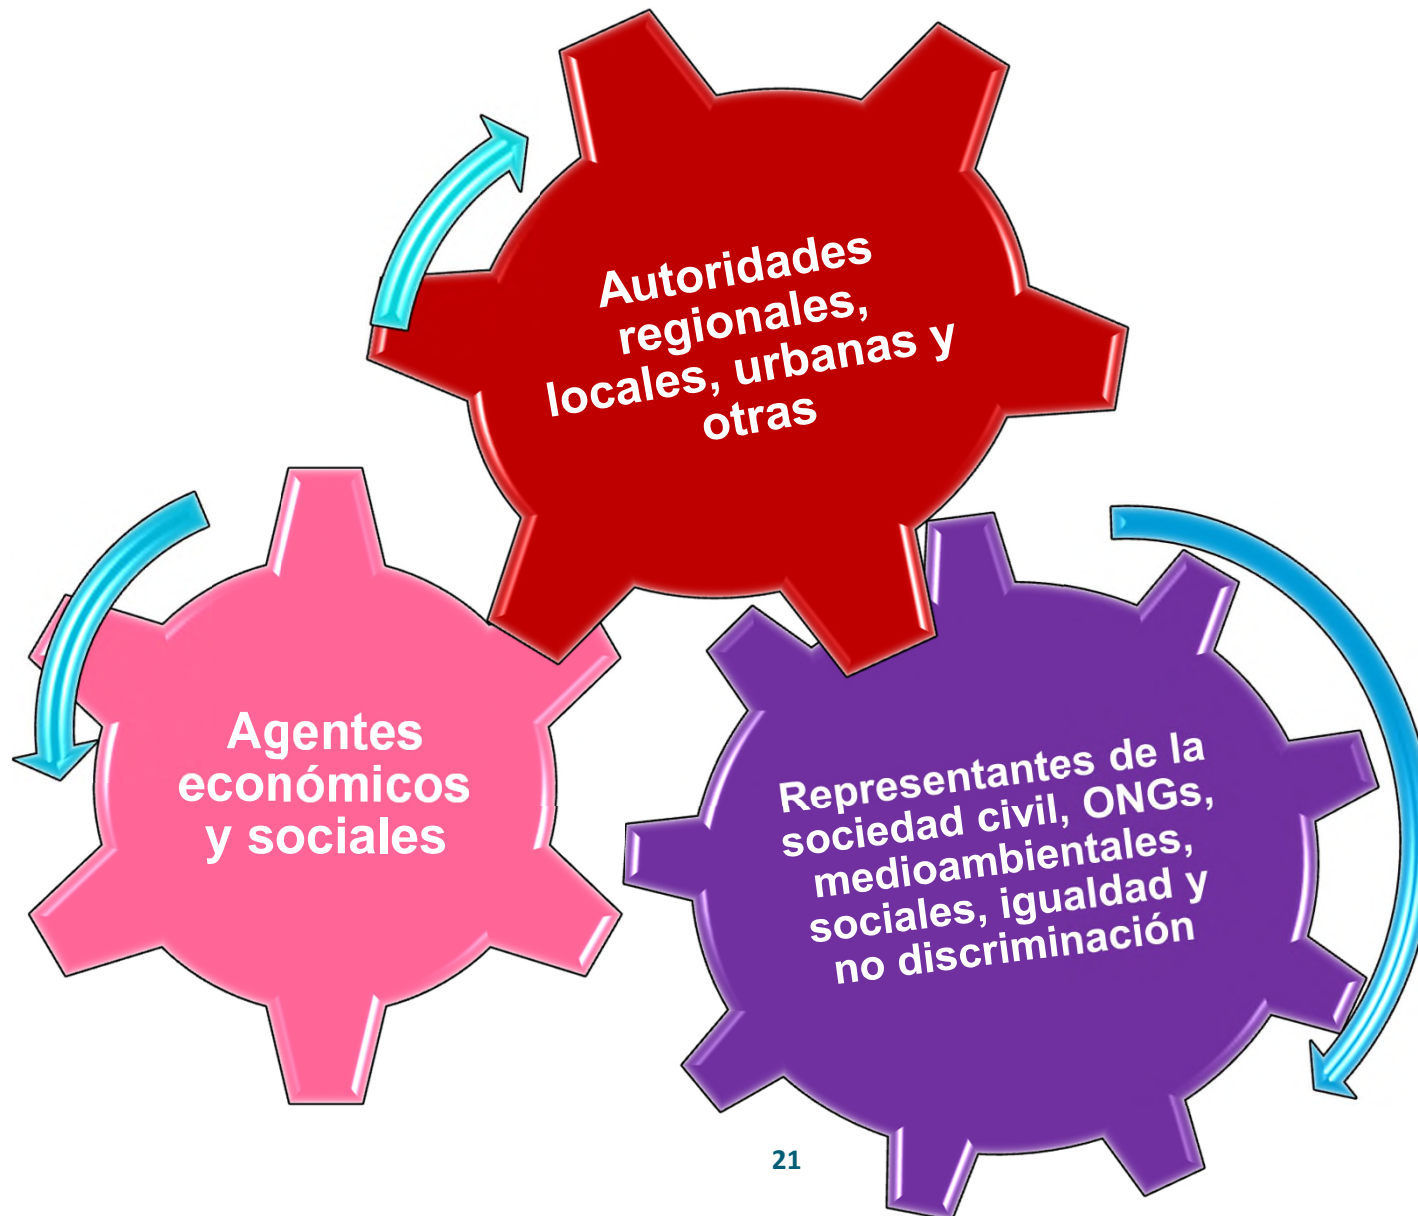 Autoridades
regionales,
locales, urbanas y
otras
Agentes
económicos
y sociales
Representantes de la
sociedad civil, ONGs,
medioambientales,
sociales, igualdad y
no discriminación
21